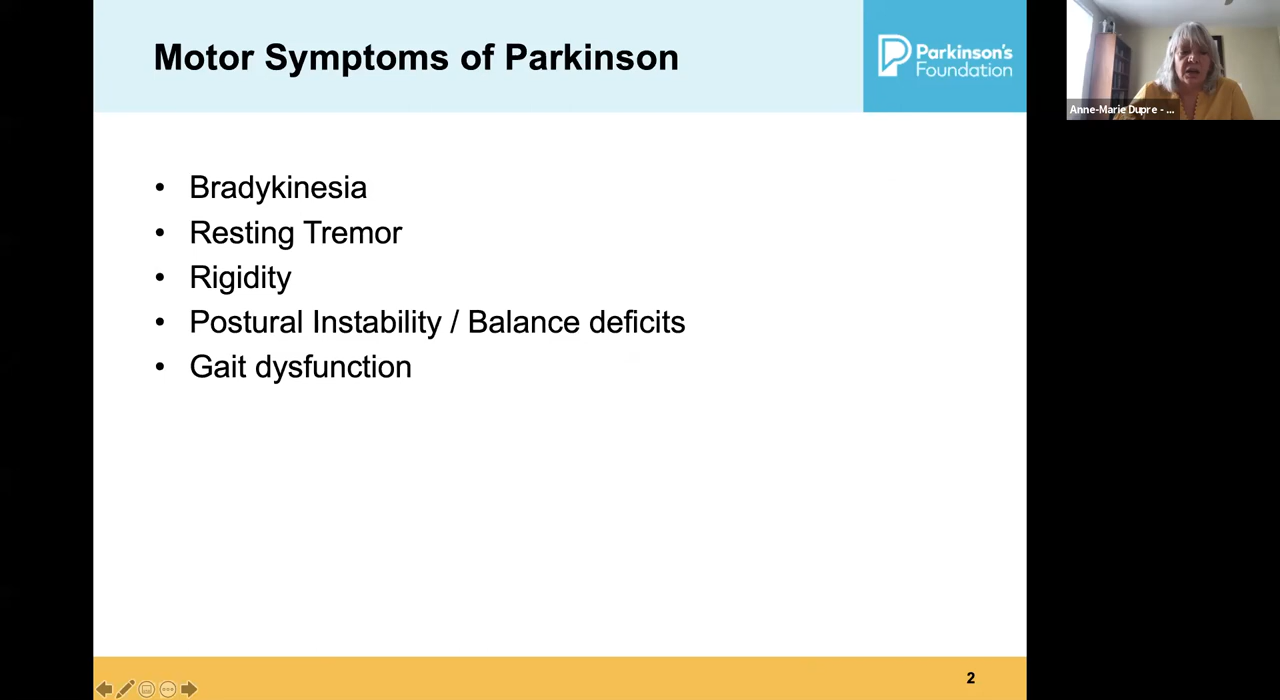 Motor Symptoms of Parkinson
Parkinson's
Foundation
Anne-Marie Dupre - ...
• Bradykinesia
• Resting Tremor
• Rigidity
• Postural Instability / Balance deficits
• Gait dysfunction
2